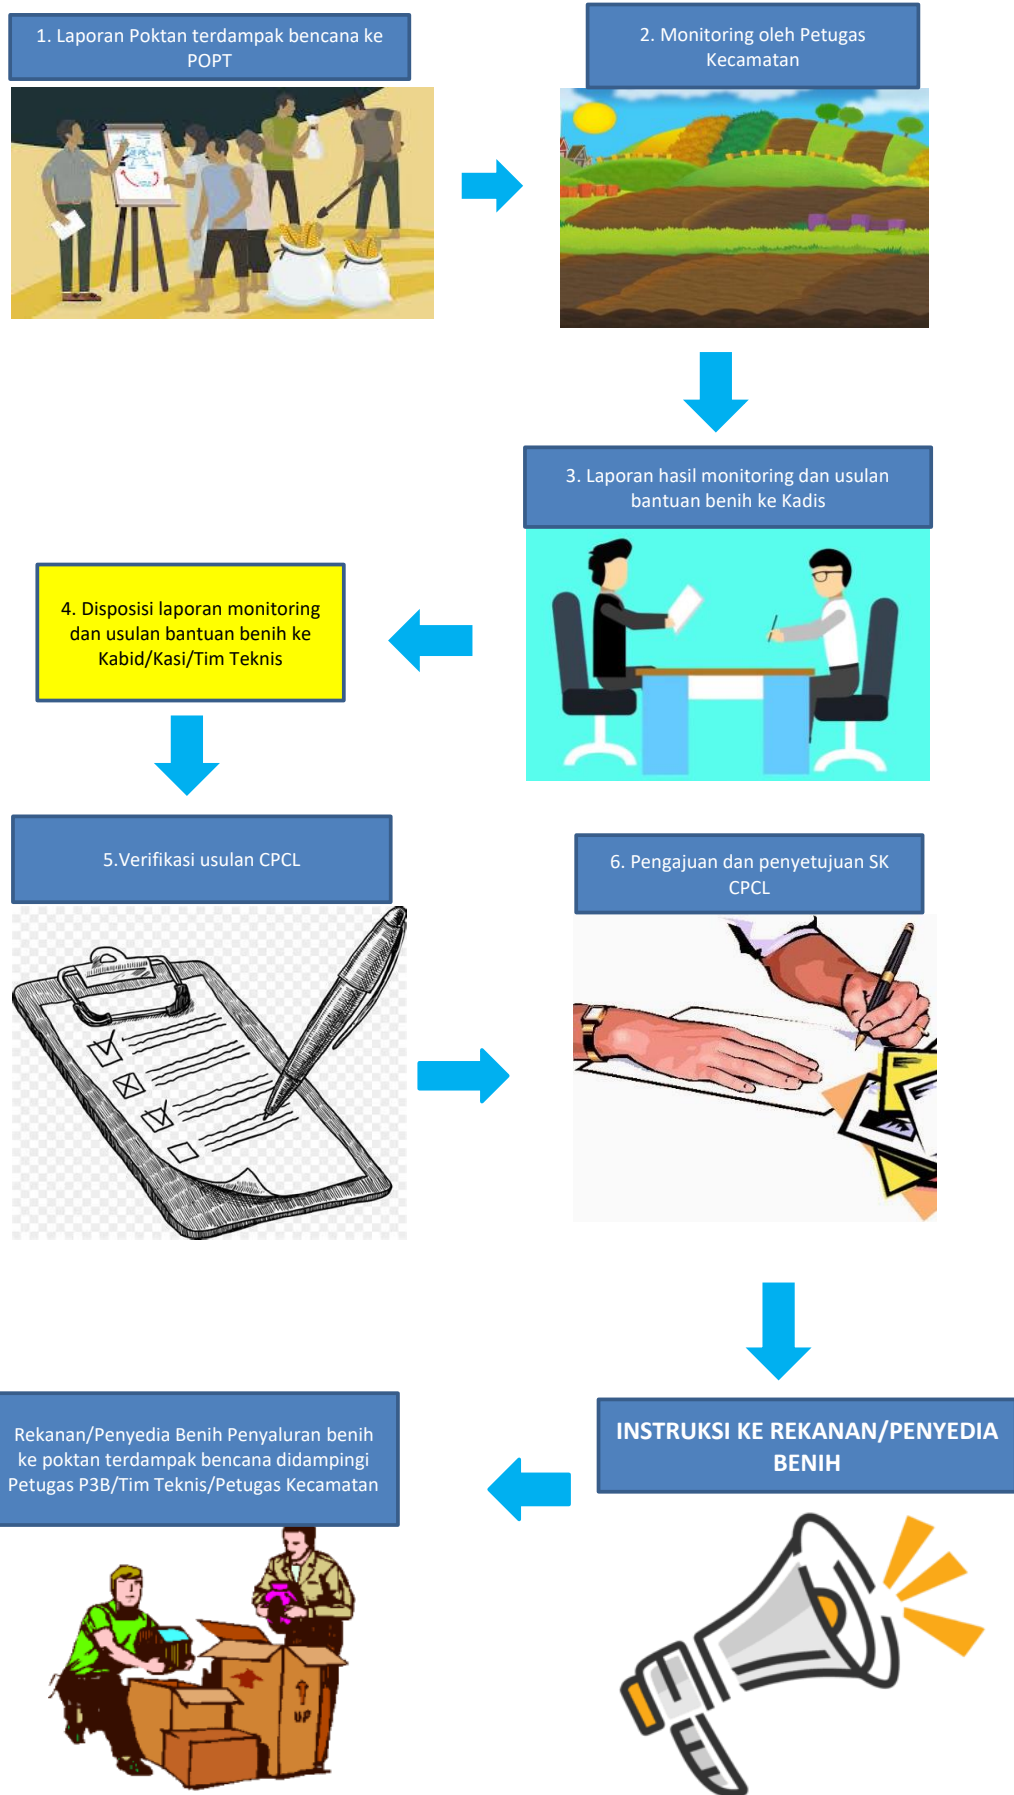 1. Laporan Poktan terdampak bencana ke
POPT
2. Monitoring oleh Petugas
Kecamatan
3. Laporan hasil monitoring dan usulan
bantuan benih ke Kadis
4. Disposisi laporan monitoring
dan usulan bantuan benih ke
Kabid/Kasi/Tim Teknis
5.Verifikasi usulan CPCL
6. Pengajuan dan penyetujuan SK
CPCL
INSTRUKSI KE REKANAN/PENYEDIA
BENIH
Rekanan/Penyedia Benih Penyaluran benih
ke poktan terdampak bencana didampingi
Petugas P3B/Tim Teknis/Petugas Kecamatan
UP